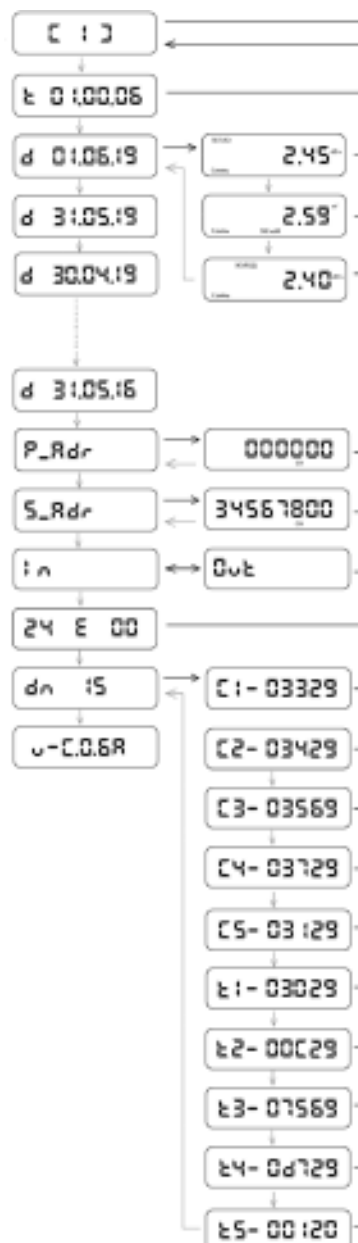 [ 1 ]
t 01.00.06
d 01.06.19
2.45
d 31.05.19
2.59
d 30.04.19
2.40
d 31.05.16
P_Adr
000000
S_Adr
34567800
In
Out
24 E 00
dn 15
C1-03329
u-C.0.6A
C2-03429
C3-03569
C4-03729
C5-03129
t1-03029
t2-00C29
t3-07569
t4-0d729
t5-00120